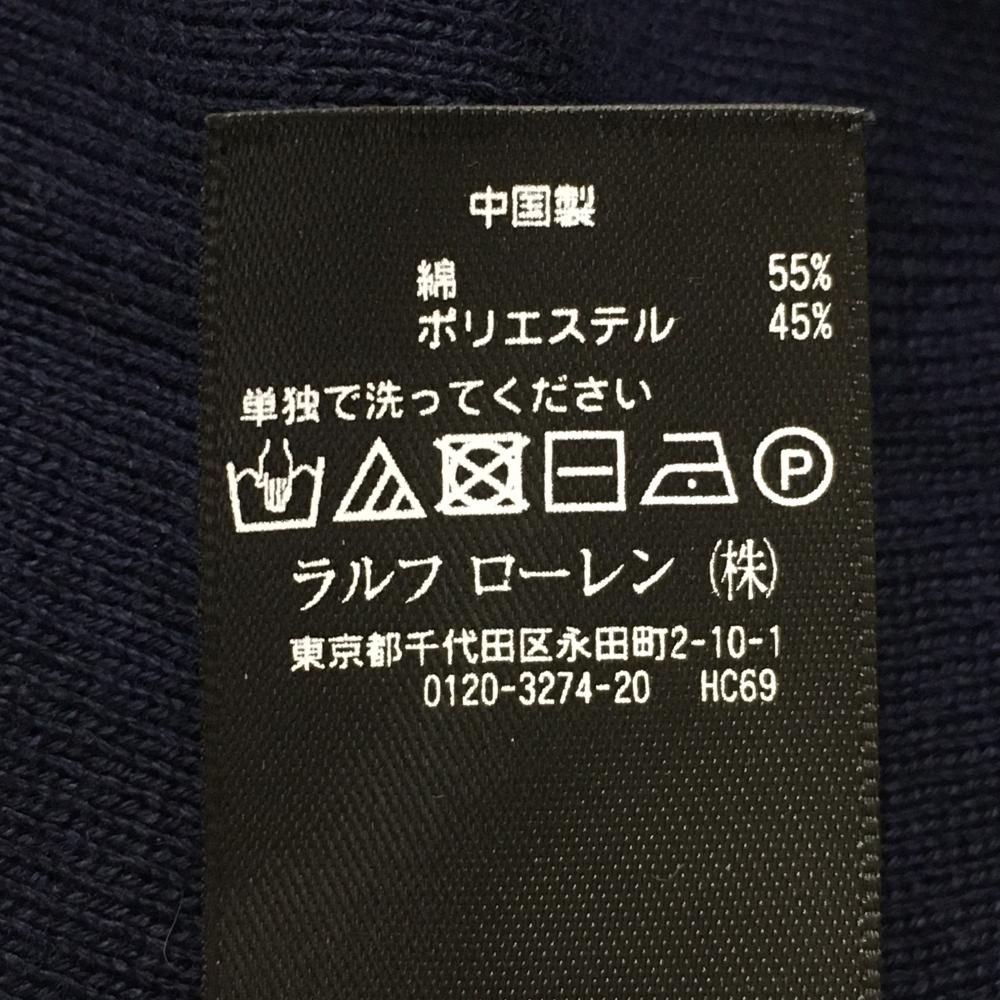 中国製
綿 55%
ポリエステル 45%
単独で洗ってください
P
ラルフ ローレン (株)
東京都千代田区永田町2-10-1
0120-3274-20 HC69